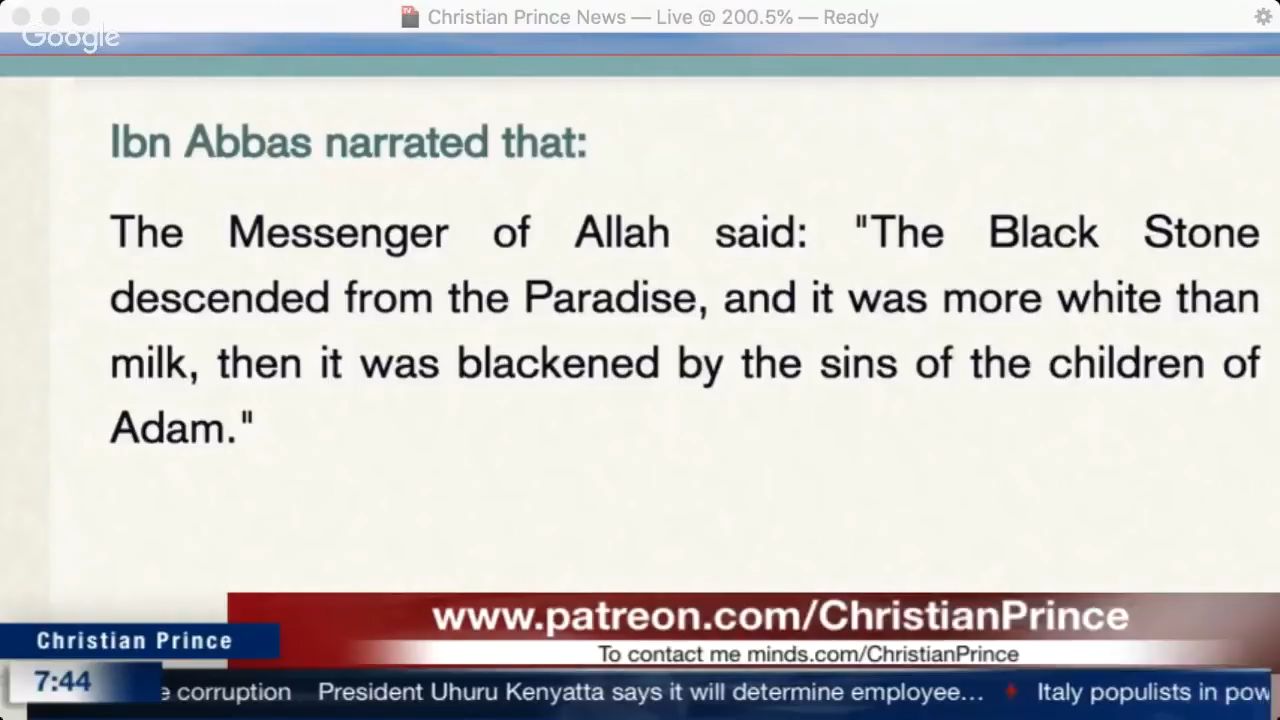 Christian Prince News — Live @ 200.5% — Ready
Google
Ibn Abbas narrated that:
The Messenger of Allah said: "The Black Stone
descended from the Paradise, and it was more white than
milk, then it was blackened by the sins of the children of
Adam."
www.patreon.com/ChristianPrince
Christian Prince
To contact me minds.com/ChristianPrince
7:44
e corruption President Uhuru Kenyatta says it will determine employee... Italy populists in pow